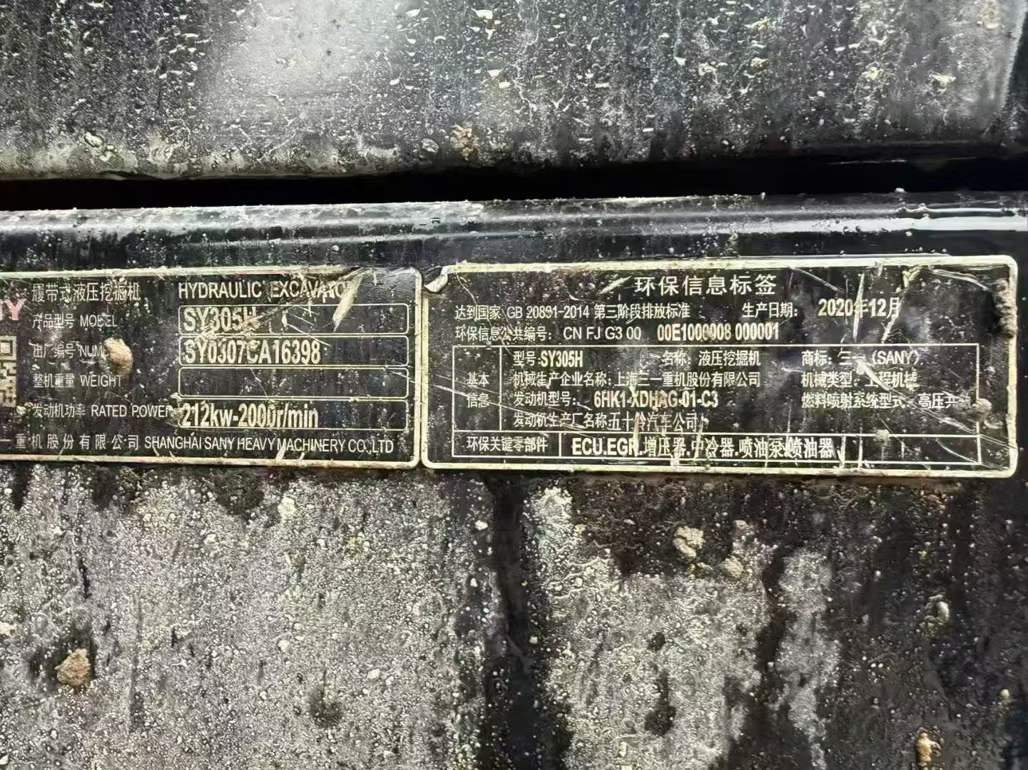 履带式液压挖掘机 HYDRAULIC EXCAVATOR
产品型号 MODEL SY305H
出厂编号 SY0307CA16398
整机重量 WEIGHT
发动机功率 RATED POWER 212kw-2000r/min
一重机股份有限公司 SHANGHAI SANY HEAVY MACHINERY CO.,LTD
环保信息标签
达到国家 GB 20891-2014 第三阶段排放标准 生产日期: 2020年12月
环保信息公共编号: CN FJ G3 00 00E1000008 000001
基本信息
型号:SY305H 名称: 液压挖掘机 商标: 三一(SANY)
机械生产企业名称: 上海三一重机股份有限公司 机械类型: 工程机械
发动机型号: 6HK1-XDHAG-01-C3 燃料喷射系统型式: 高压共
发动机生产厂名称 五十铃汽车公司
环保关键零部件 ECU.EGR.增压器.中冷器.喷油泵.喷油器